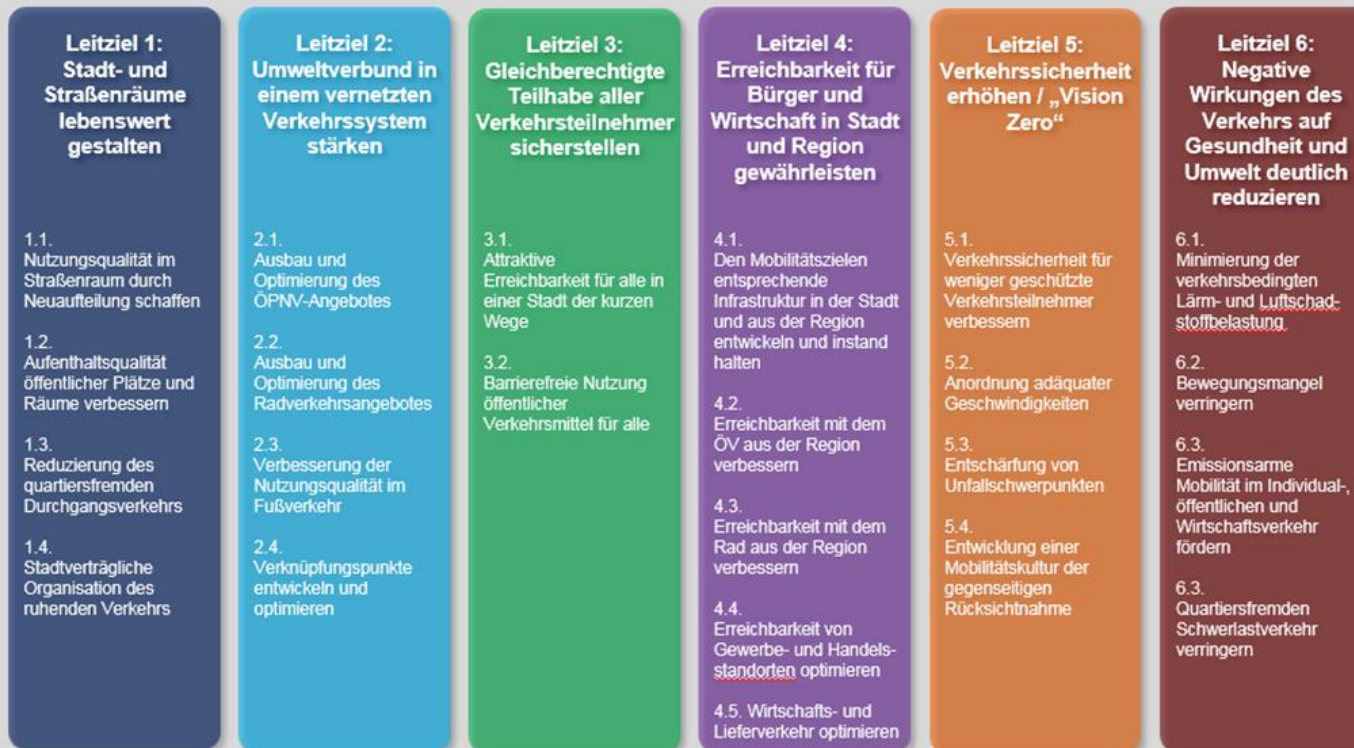 Leitziel 1:
Stadt- und
Straßenräume
lebenswert
gestalten
1.1.
Nutzungsqualität im
Straßenraum durch
Neuaufteilung schaffen
1.2.
Aufenthaltsqualität
öffentlicher Plätze und
Räume verbessern
1.3.
Reduzierung des
quartiersfremden
Durchgangsverkehrs
1.4.
Stadtverträgliche
Organisation des
ruhenden Verkehrs
Leitziel 2:
Umweltverbund in
einem vernetzten
Verkehrssystem
stärken
2.1.
Ausbau und
Optimierung des
ÖPNV-Angebotes
2.2.
Ausbau und
Optimierung des
Radverkehrsangebotes
2.3.
Verbesserung der
Nutzungsqualität im
Fußverkehr
2.4.
Verknüpfungspunkte
entwickeln und
optimieren
Leitziel 3:
Gleichberechtigte
Teilhabe aller
Verkehrsteilnehmer
sicherstellen
3.1.
Attraktive
Erreichbarkeit für alle in
einer Stadt der kurzen
Wege
3.2.
Barrierefreie Nutzung
öffentlicher
Verkehrsmittel für alle
Leitziel 4:
Erreichbarkeit für
Bürger und
Wirtschaft in Stadt
und Region
gewährleisten
4.1.
Den Mobilitätszielen
entsprechende
Infrastruktur in der Stadt
und aus der Region
entwickeln und instand
halten
4.2.
Erreichbarkeit mit dem
ÖV aus der Region
verbessern
4.3.
Erreichbarkeit mit dem
Rad aus der Region
verbessern
4.4.
Erreichbarkeit von
Gewerbe- und Handels-
standorten optimieren
4.5. Wirtschafts- und
Lieferverkehr optimieren
Leitziel 5:
Verkehrssicherheit
erhöhen / „Vision
Zero“
5.1.
Verkehrssicherheit für
weniger geschützte
Verkehrsteilnehmer
verbessern
5.2.
Anordnung adäquater
Geschwindigkeiten
5.3.
Entschärfung von
Unfallschwerpunkten
5.4.
Entwicklung einer
Mobilitätskultur der
gegenseitigen
Rücksichtnahme
Leitziel 6:
Negative
Wirkungen des
Verkehrs auf
Gesundheit und
Umwelt deutlich
reduzieren
6.1.
Minimierung der
verkehrsbedingten
Lärm- und Luftschad-
stoffbelastung
6.2.
Bewegungsmangel
verringern
6.3.
Emissionsarme
Mobilität im Individual-,
öffentlichen und
Wirtschaftsverkehr
fördern
6.3.
Quartiersfremden
Schwerlastverkehr
verringern